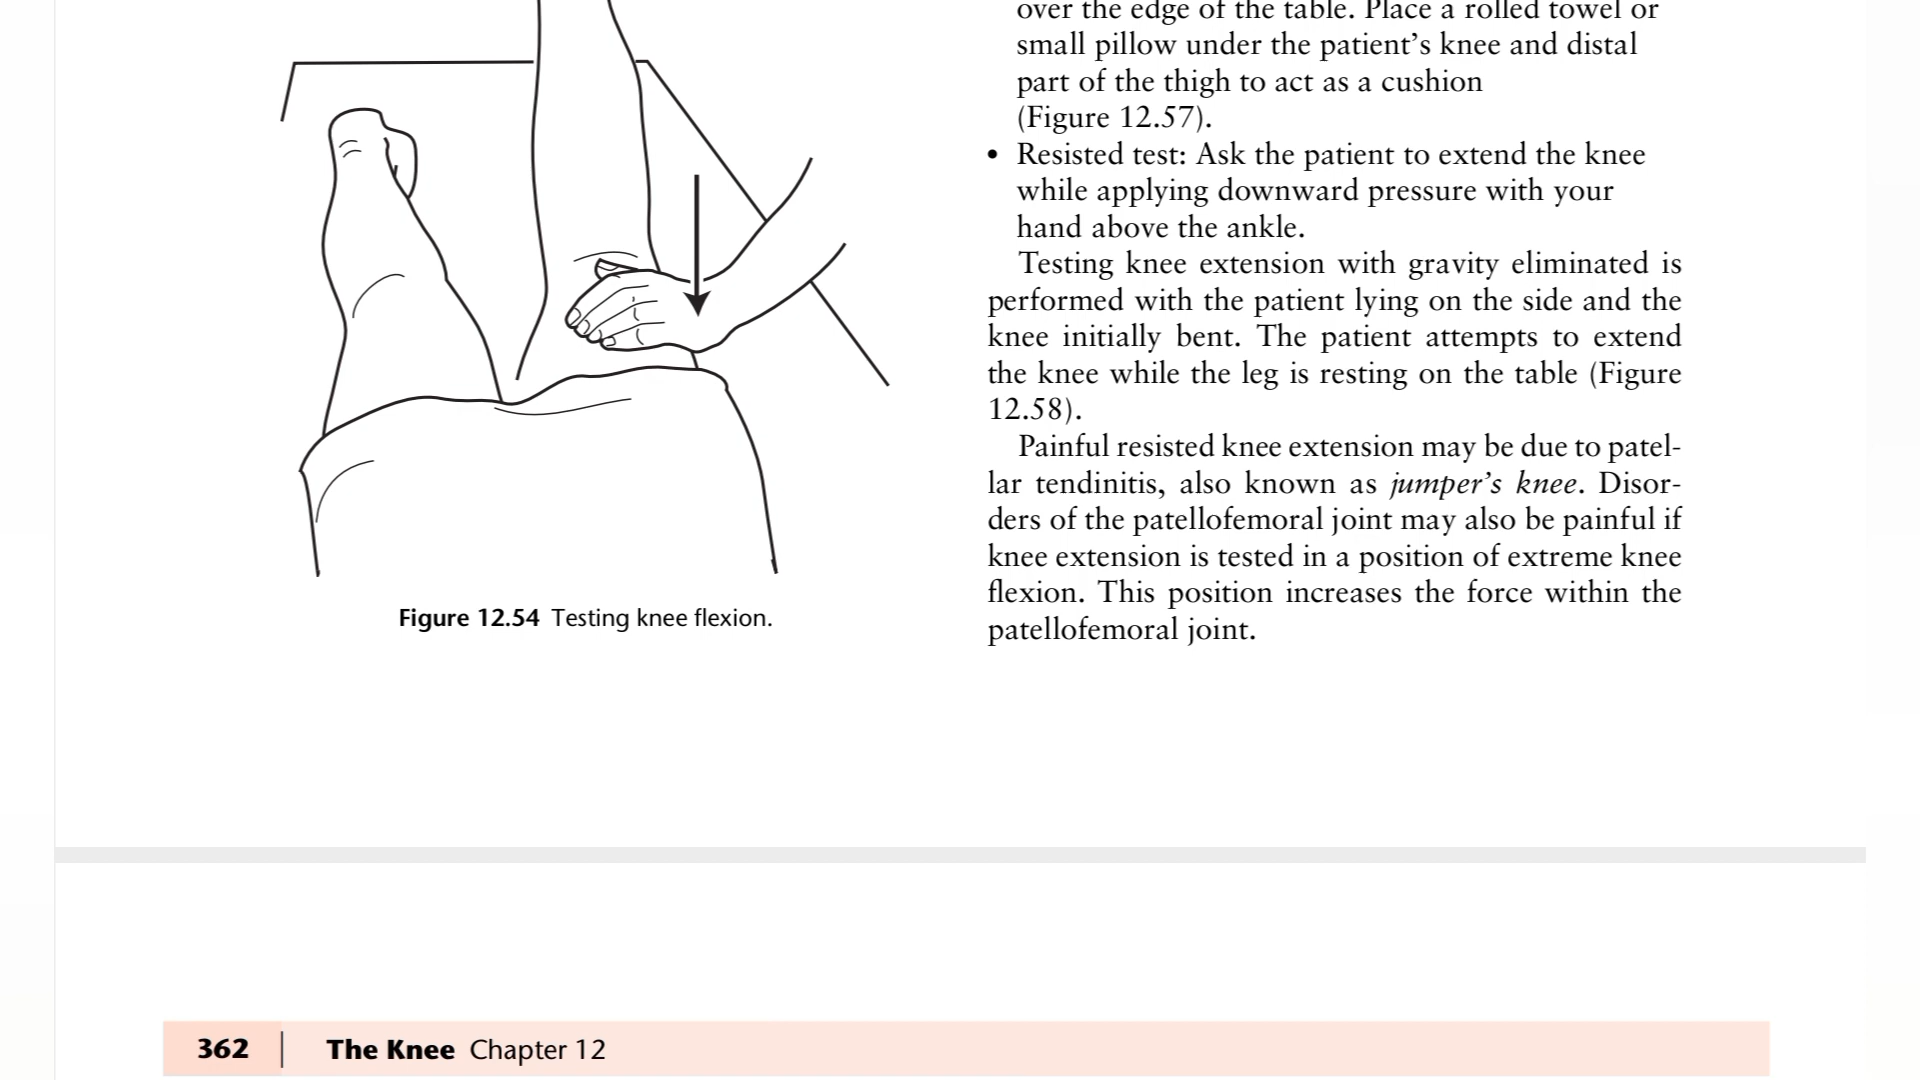 over the edge of the table. Place a rolled towel or
small pillow under the patient’s knee and distal
part of the thigh to act as a cushion
(Figure 12.57).
• Resisted test: Ask the patient to extend the knee
while applying downward pressure with your
hand above the ankle.
Testing knee extension with gravity eliminated is
performed with the patient lying on the side and the
knee initially bent. The patient attempts to extend
the knee while the leg is resting on the table (Figure
12.58).
Painful resisted knee extension may be due to patel-
lar tendinitis, also known as jumper’s knee. Disor-
ders of the patellofemoral joint may also be painful if
knee extension is tested in a position of extreme knee
flexion. This position increases the force within the
patellofemoral joint.
Figure 12.54 Testing knee flexion.
362 | The Knee Chapter 12